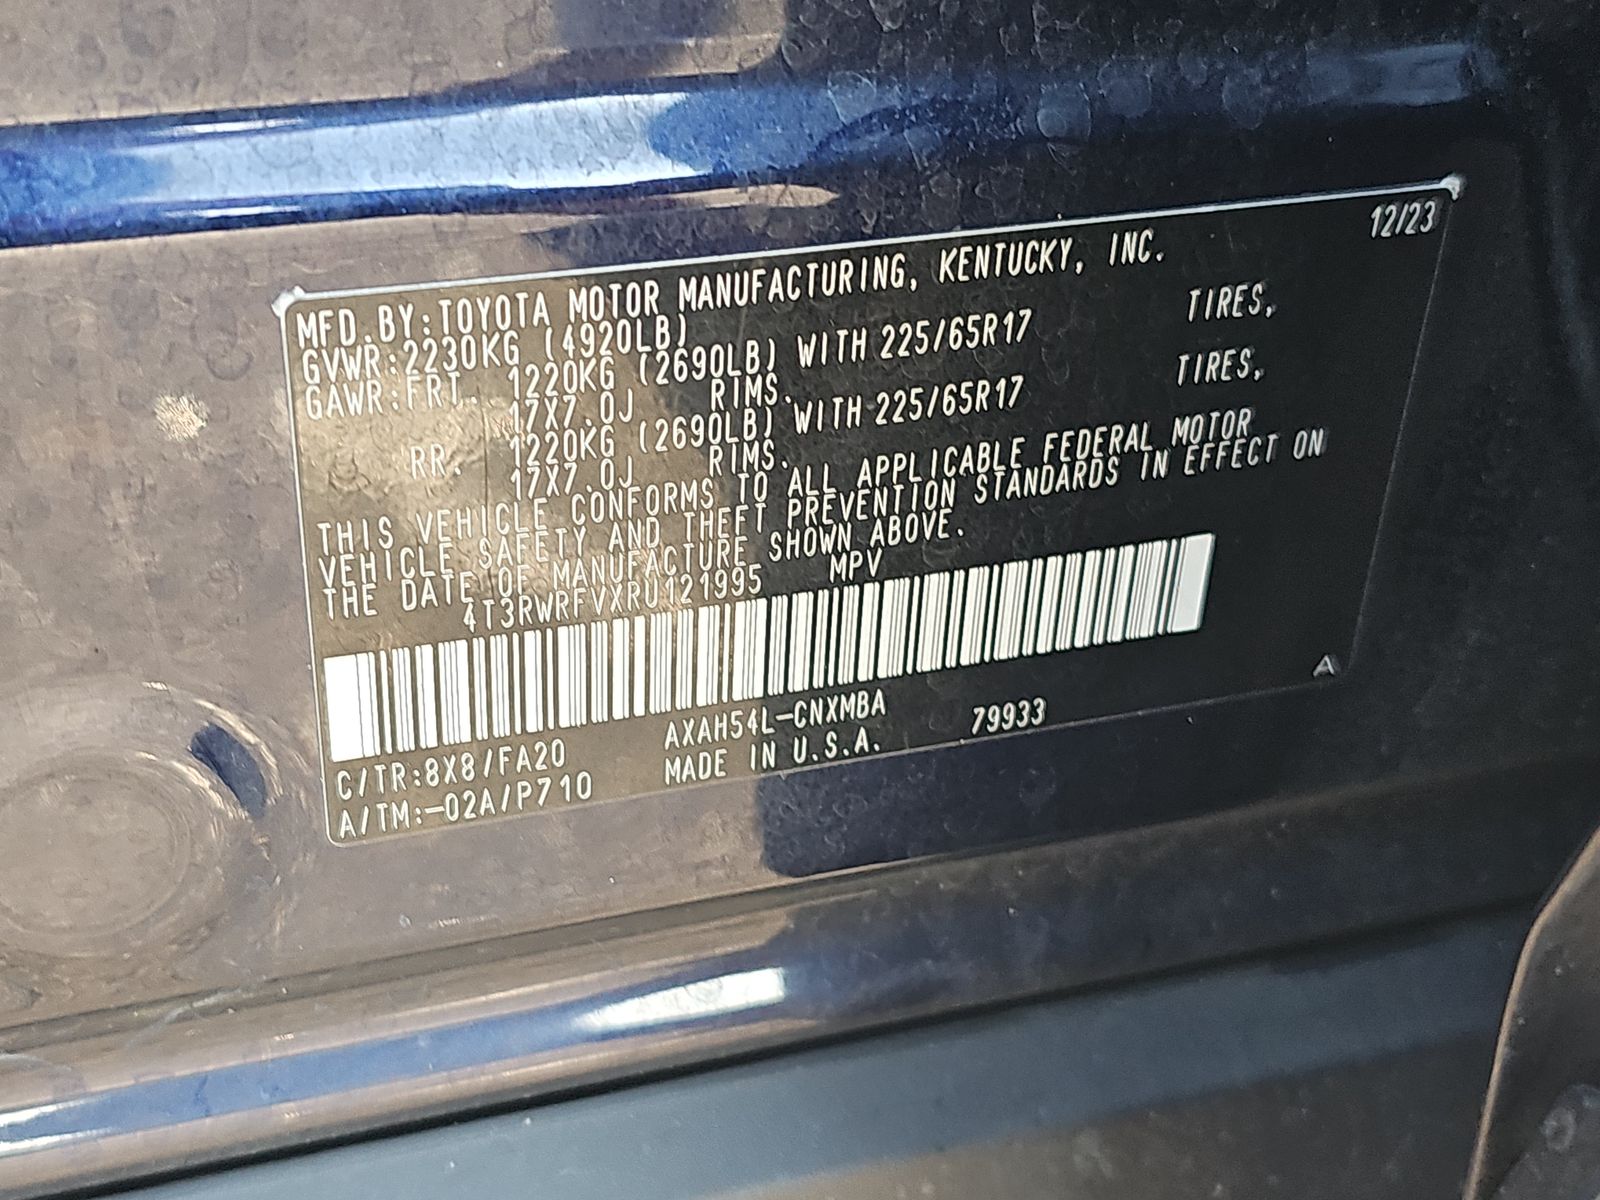 12/23
MFD.BY:TOYOTA MOTOR MANUFACTURING, KENTUCKY, INC.
GVWR:2230KG (4920LB)
GAWR:FRT. 1220KG (2690LB) WITH 225/65R17 TIRES,
17X7.0J RIMS.
RR. 1220KG (2690LB) WITH 225/65R17 TIRES,
17X7.0J RIMS.
THIS VEHICLE CONFORMS TO ALL APPLICABLE FEDERAL MOTOR
VEHICLE SAFETY AND THEFT PREVENTION STANDARDS IN EFFECT ON
THE DATE OF MANUFACTURE SHOWN ABOVE.
4T3RWRFVXRU121995 MPV
A
C/TR:8X8/FA20 AXAH54L-CNXMBA 79933
A/TM:-02A/P710 MADE IN U.S.A.